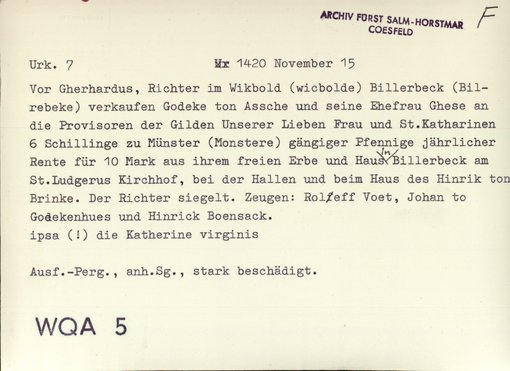 ARCHIV FÜRST SALM-HORSTMAR F
COESFELD
Urk. 7 1420 November 15
Vor Gherhardus, Richter im Wikbold (wicbolde) Billerbeck (Bil-
rebeke) verkaufen Godeke ton Assche und seine Ehefrau Ghese an
die Provisoren der Gilden Unserer Lieben Frau und St.Katharinen
6 Schillinge zu Münster (Monstere) gängiger Pfennige jährlicher
Rente für 10 Mark aus ihrem freien Erbe und Haus in Billerbeck am
St.Ludgerus Kirchhof, bei der Hallen und beim Haus des Hinrik ton
Brinke. Der Richter siegelt. Zeugen: Roleff Voet, Johan to
Godekenhues und Hinrick Boensack.
ipsa (!) die Katherine virginis
Ausf.-Perg., anh.Sg., stark beschädigt.
WQA 5